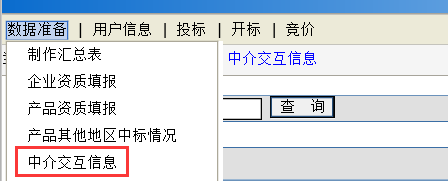 数据准备 | 用户信息 | 投标 | 开标 | 竞价
制作汇总表
中介交互信息
企业资质填报
产品资质填报
查 询
产品其他地区中标情况
中介交互信息